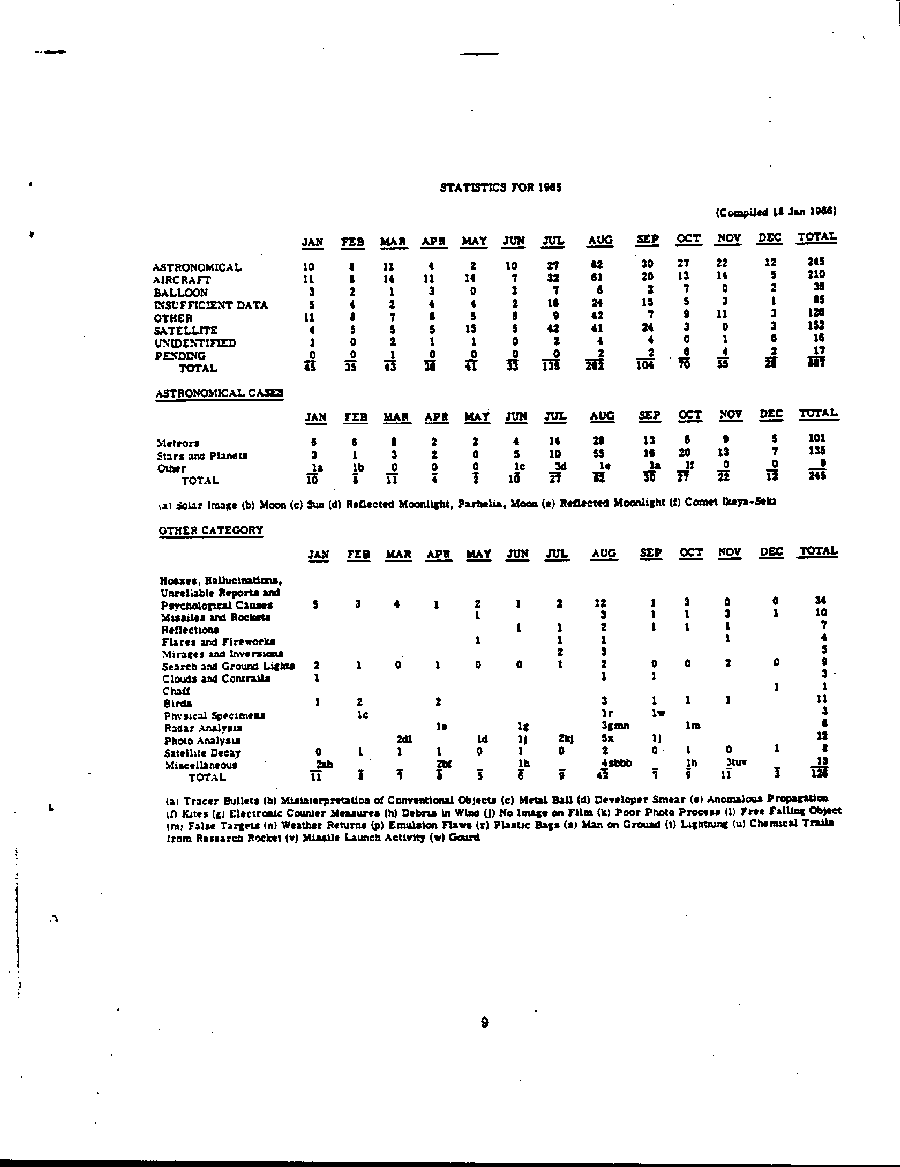 STATISTICS FOR 1965
(Compiled 18 Jan 1966)
JAN FEB MAR APR MAY JUN JUL AUG SEP OCT NOV DEC TOTAL
ASTRONOMICAL 10 8 11 4 2 10 27 82 30 27 22 12 245
AIRCRAFT 11 8 14 11 14 7 32 61 20 13 14 5 210
BALLOON 3 2 1 3 0 7 6 2 7 0 2
INSUFFICIENT DATA 5 4 2 4 4 2 24 15 5 3 85
OTHER 11 8 7 8 5 8 9 42 7 9 11 3
SATELLITE 4 5 5 5 13 5 42 41 24 3 0 3 152
UNIDENTIFIED 0 2 1 1 0 2 4 4 0 1 16
PENDING 0 0 1 0 0 0 0 2 2 6 4 2 17
TOTAL 45 35 43 36 41 33 135 262 104 70 55 887
ASTRONOMICAL CASES
JAN FEB MAR APR MAY JUN JUL AUG SEP OCT NOV DEC TOTAL
Meteors 6 6 8 2 2 4 14 28 13 6 9 5 101
Stars and Planets 3 1 3 2 0 5 10 53 16 20 13 7 135
Other 1a 1b 0 0 0 1c 3d 1e 1a 1f 0 0 9
TOTAL 10 8 11 4 2 10 27 82 30 27 22 12 245
(a) Solar Image (b) Moon (c) Sun (d) Reflected Moonlight, Parhelia, Moon (e) Reflected Moonlight (f) Comet Ikeya-Seki
OTHER CATEGORY
JAN FEB MAR APR MAY JUN JUL AUG SEP OCT NOV DEC TOTAL
Hoaxes, Hallucinations,
Unreliable Reports and
Psychological Causes 5 3 4 1 2 1 2 12 1 3 0 0 34
Missiles and Rockets 1 3 1 1 3 1 10
Reflections 1 1 2 1 1 1 7
Flares and Fireworks 1 1 1 1 4
Mirages and Inversions 2 3 5
Search and Ground Lights 2 1 0 1 0 0 1 2 0 0 2 0 9
Clouds and Contrails 1 1 1 3
Chaff 1 1
Birds 1 2 2 3 1 1 1 11
Physical Specimens 1c 1r 1w 3
Radar Analysis 1e 1g 3gmn 1m 6
Photo Analysis 2dl 1d 1j 2kj 5x 1j 12
Satellite Decay 0 1 1 1 0 1 0 2 0 1 0 1 8
Miscellaneous 2ab 2bf 1h 4sbbb 1h 3tuv 13
TOTAL 11 8 7 8 5 6 9 42 7 9 11 3 126
(a) Tracer Bullets (b) Misinterpretation of Conventional Objects (c) Metal Ball (d) Developer Smear (e) Anomalous Propagation
(f) Kites (g) Electronic Counter Measures (h) Debris in Wind (j) No Image on Film (k) Poor Photo Process (l) Free Falling Object
(m) False Targets (n) Weather Returns (p) Emulsion Flaws (r) Plastic Bags (s) Man on Ground (t) Lightning (u) Chemical Trails
from Research Rocket (v) Missile Launch Activity (w) Gourd
9